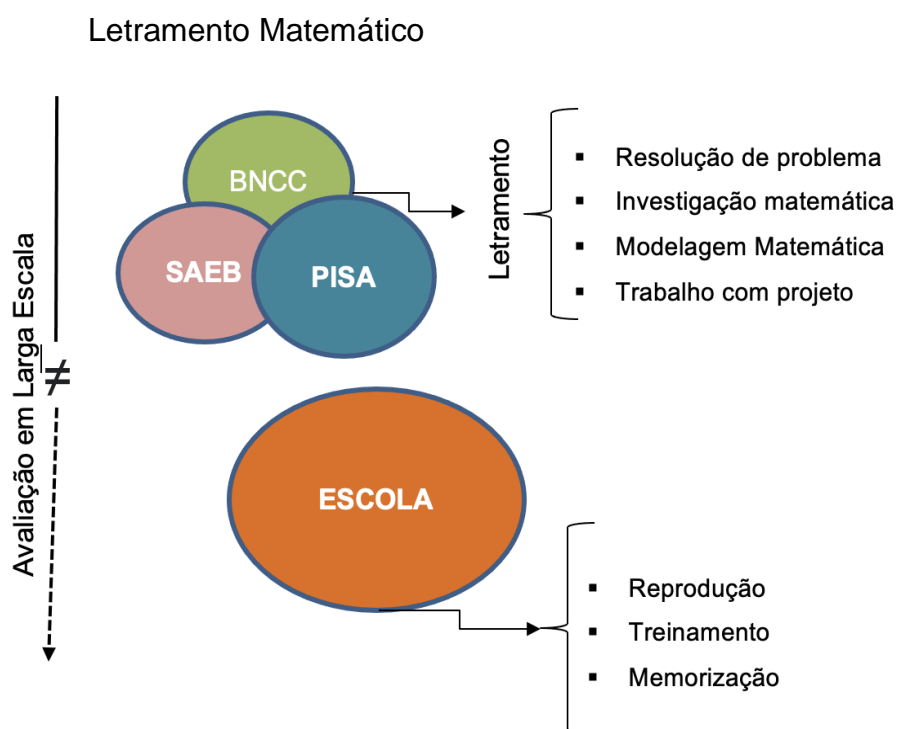 Letramento Matemático
BNCC
SAEB
PISA
Letramento
▪ Resolução de problema
▪ Investigação matemática
▪ Modelagem Matemática
▪ Trabalho com projeto
Avaliação em Larga Escala
≠
ESCOLA
▪ Reprodução
▪ Treinamento
▪ Memorização